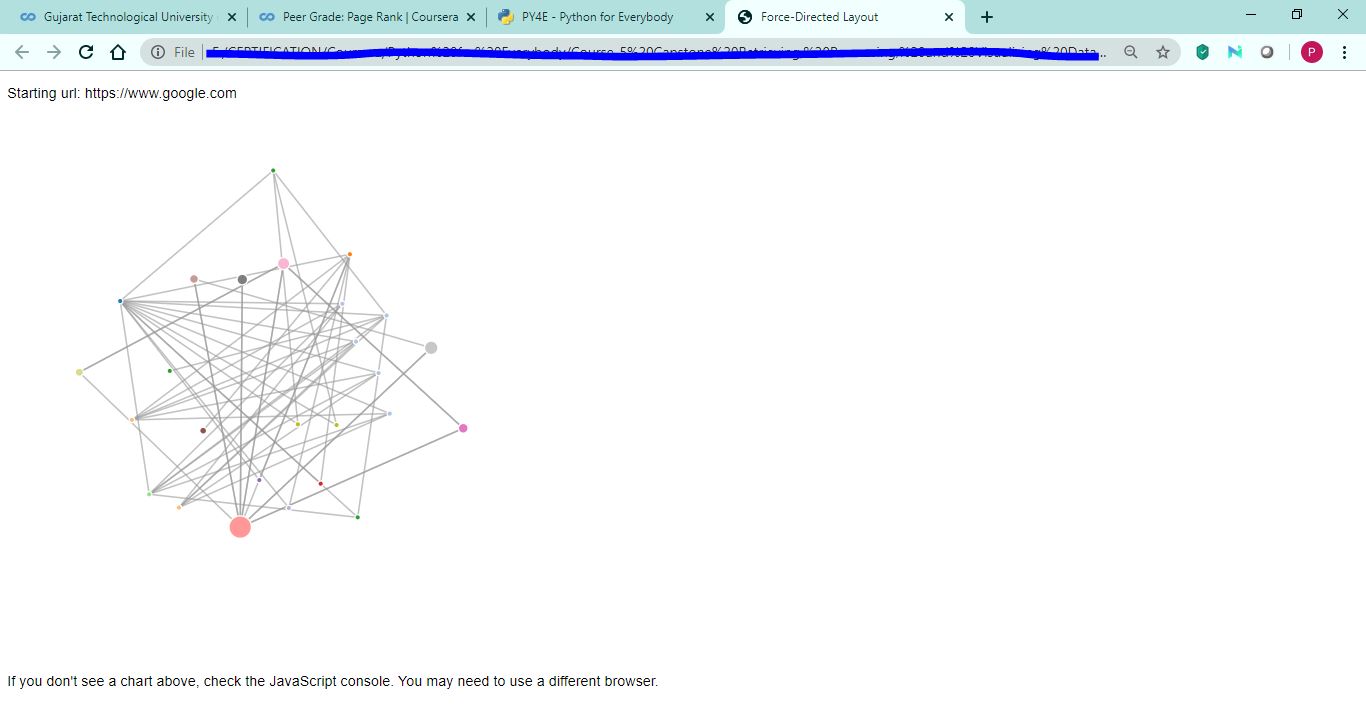 Gujarat Technological University
Peer Grade: Page Rank | Coursera
PY4E - Python for Everybody
Force-Directed Layout
File
P
Starting url: https://www.google.com
If you don't see a chart above, check the JavaScript console. You may need to use a different browser.